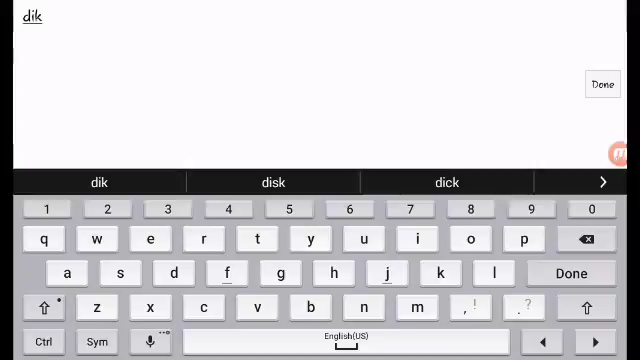 dik
Done
dik disk dick >
1 2 3 4 5 6 7 8 9 0
q w e r t y u i o p
a s d f g h j k l Done
z x c v b n m , ! . ?
Ctrl Sym English(US)